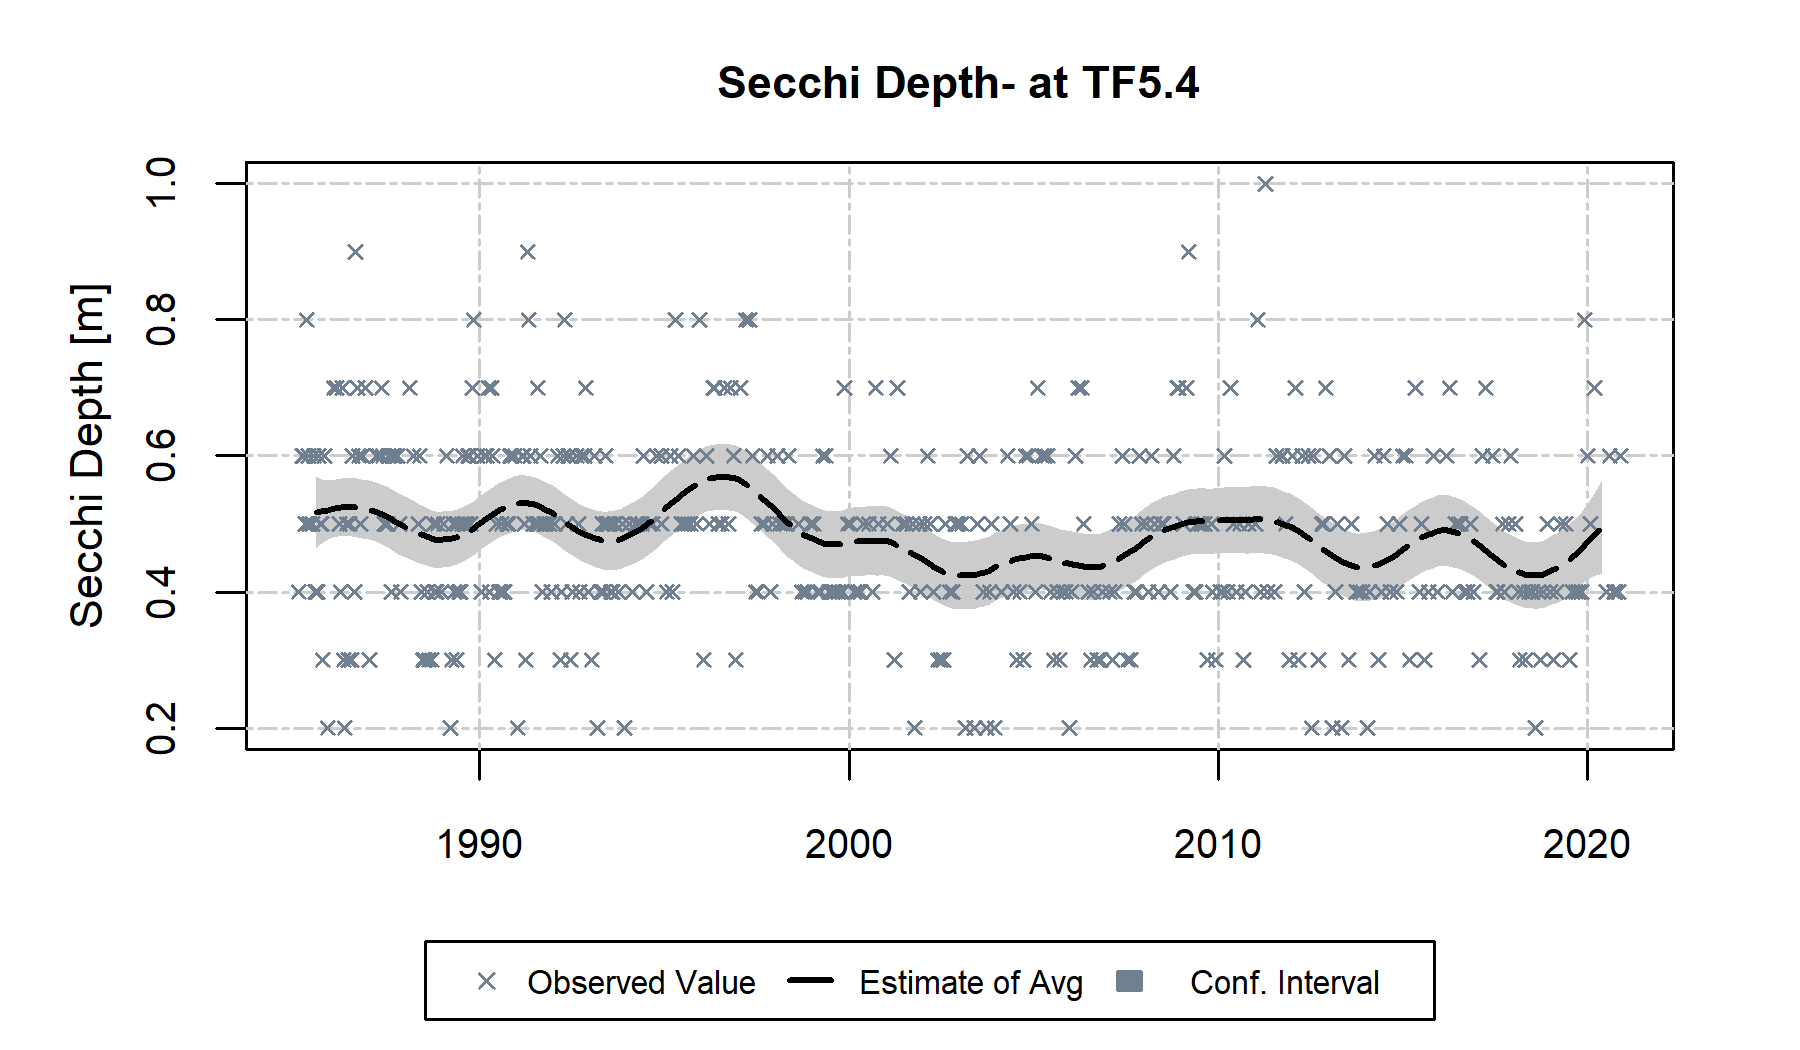 Secchi Depth- at TF5.4
Secchi Depth [m]
1.0
0.8
0.6
0.4
0.2
1990 2000 2010 2020
Observed Value Estimate of Avg Conf. Interval